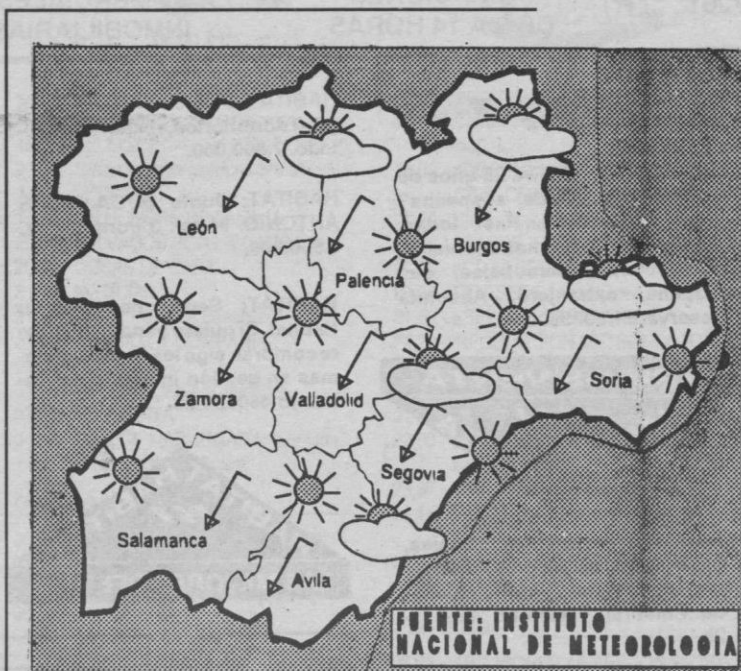 León
Burgos
Palencia
Soria
Zamora
Valladolid
Segovia
Salamanca
Avila
FUENTE: INSTITUTO
NACIONAL DE METEOROLOGIA